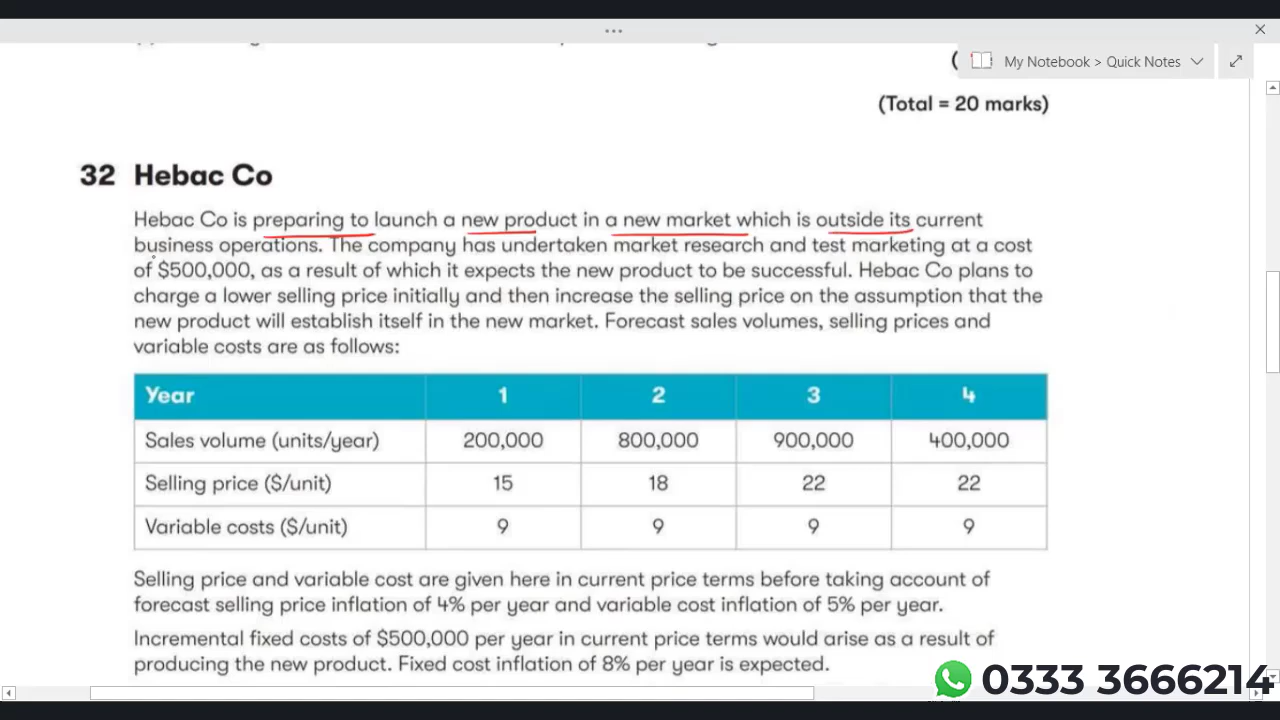 My Notebook > Quick Notes
(Total = 20 marks)
32 Hebac Co
Hebac Co is preparing to launch a new product in a new market which is outside its current
business operations. The company has undertaken market research and test marketing at a cost
of $500,000, as a result of which it expects the new product to be successful. Hebac Co plans to
charge a lower selling price initially and then increase the selling price on the assumption that the
new product will establish itself in the new market. Forecast sales volumes, selling prices and
variable costs are as follows:
Year 1 2 3 4
Sales volume (units/year) 200,000 800,000 900,000 400,000
Selling price ($/unit) 15 18 22 22
Variable costs ($/unit) 9 9 9 9
Selling price and variable cost are given here in current price terms before taking account of
forecast selling price inflation of 4% per year and variable cost inflation of 5% per year.
Incremental fixed costs of $500,000 per year in current price terms would arise as a result of
producing the new product. Fixed cost inflation of 8% per year is expected.
0333 3666214